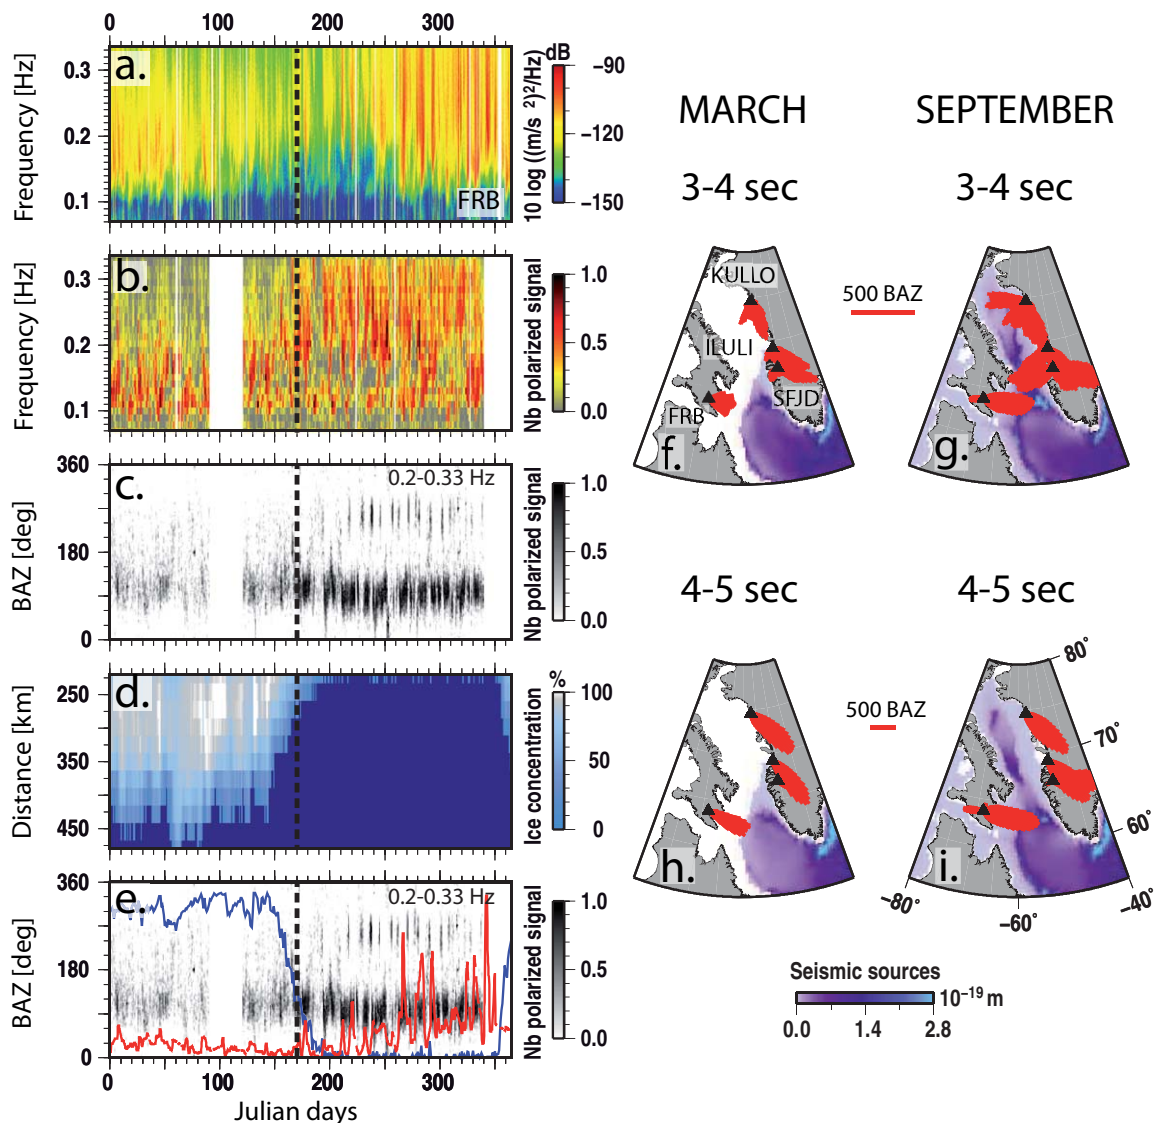 0 100 200 300
a.
Frequency [Hz]
0.3
0.2
0.1
FRB
dB
−90
−120
−150
10 log ((m/s ²)²/Hz)
b.
Frequency [Hz]
0.3
0.2
0.1
1.0
0.5
0.0
Nb polarized signal
c.
0.2-0.33 Hz
BAZ [deg]
360
180
0
1.0
0.5
0.0
Nb polarized signal
d.
Distance [km]
250
350
450
%
100
50
0
Ice concentration
e.
0.2-0.33 Hz
BAZ [deg]
360
180
0
1.0
0.5
0.0
Nb polarized signal
0 100 200 300
Julian days
MARCH SEPTEMBER
3-4 sec 3-4 sec
KULLO
ILULI
SFJD
FRB
f.
500 BAZ
g.
4-5 sec 4-5 sec
h.
500 BAZ
i.
80˚
70˚
60˚
−80˚
−60˚
−40˚
Seismic sources
10⁻¹⁹ m
0.0 1.4 2.8